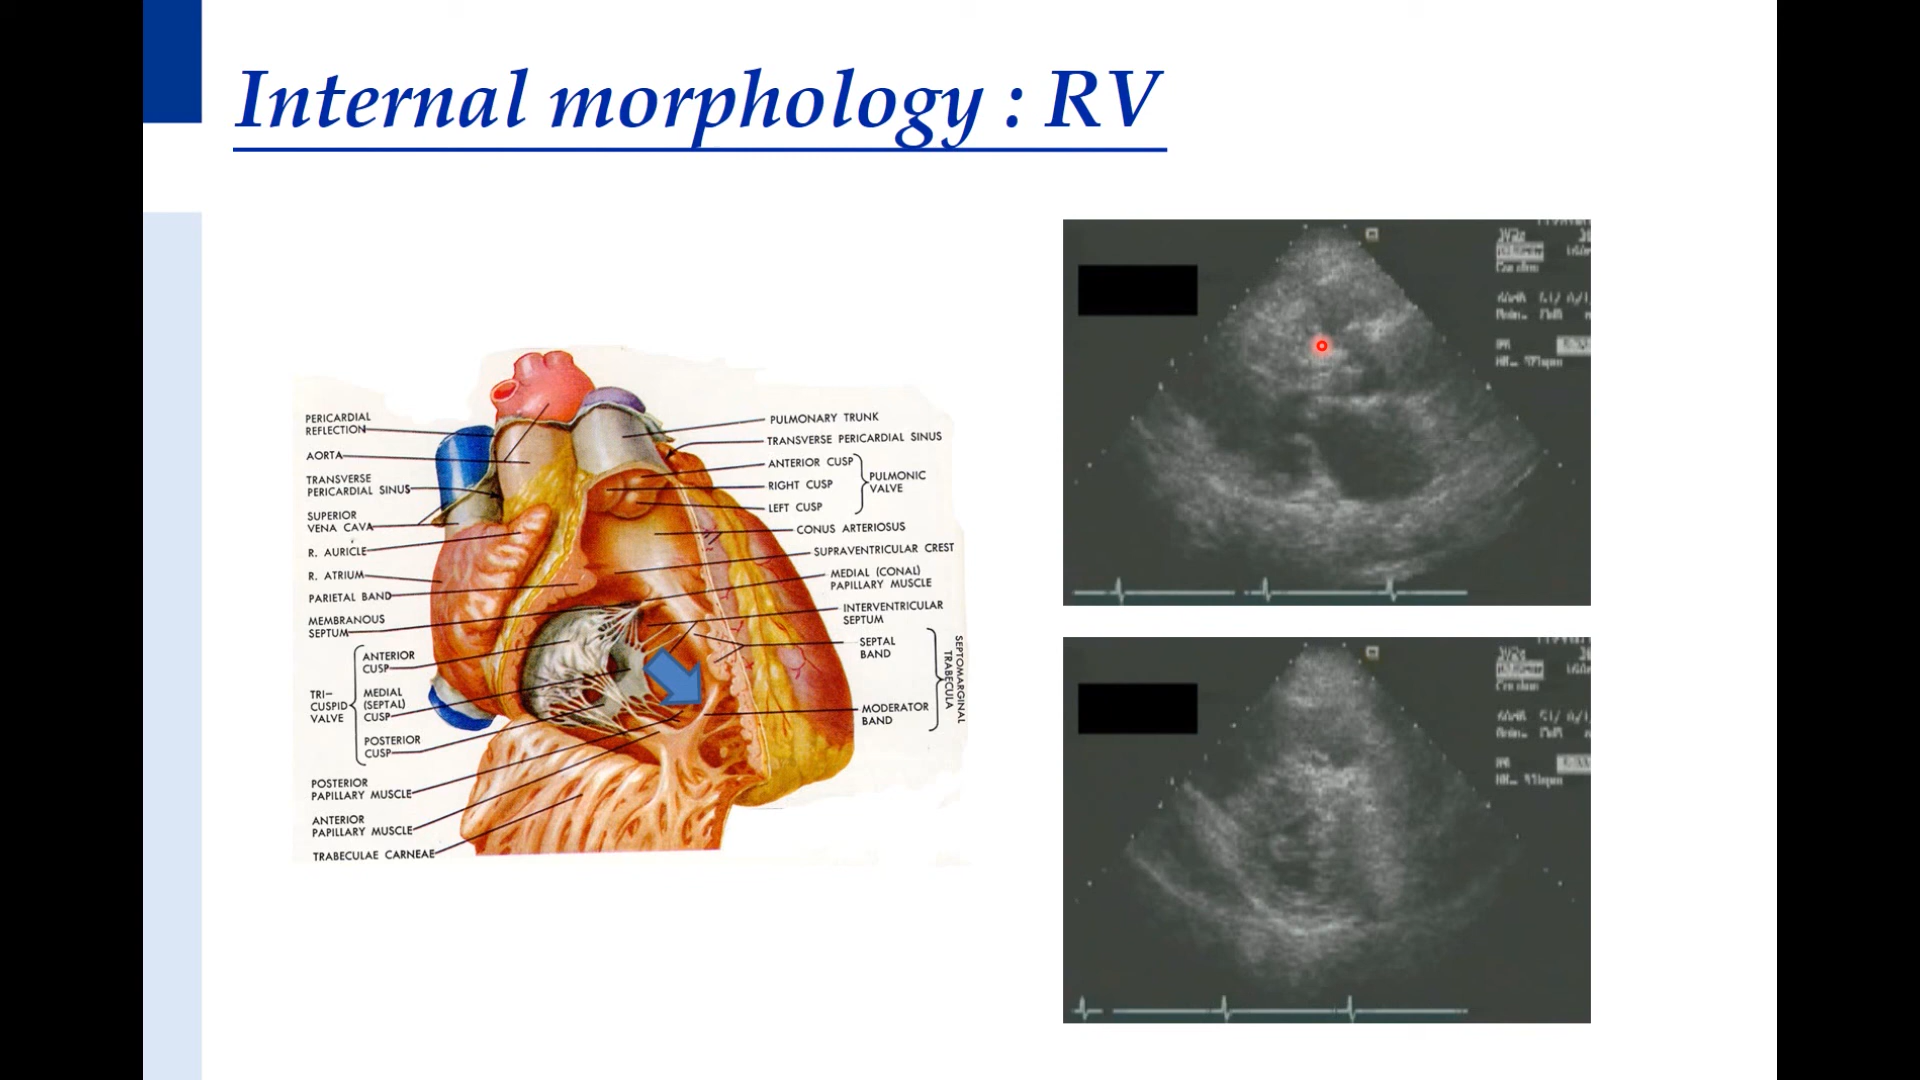 Internal morphology : RV
PERICARDIAL
REFLECTION
AORTA
TRANSVERSE
PERICARDIAL SINUS
SUPERIOR
VENA CAVA
R. AURICLE
R. ATRIUM
PARIETAL BAND
MEMBRANOUS
SEPTUM
TRI-
CUSPID
VALVE
ANTERIOR
CUSP
MEDIAL
(SEPTAL)
CUSP
POSTERIOR
CUSP
POSTERIOR
PAPILLARY MUSCLE
ANTERIOR
PAPILLARY MUSCLE
TRABECULAE CARNEAE
PULMONARY TRUNK
TRANSVERSE PERICARDIAL SINUS
ANTERIOR CUSP
RIGHT CUSP
LEFT CUSP
PULMONIC
VALVE
CONUS ARTERIOSUS
SUPRAVENTRICULAR CREST
MEDIAL (CONAL)
PAPILLARY MUSCLE
INTERVENTRICULAR
SEPTUM
SEPTAL
BAND
MODERATOR
BAND
SEPTOMARGINAL
TRABECULA